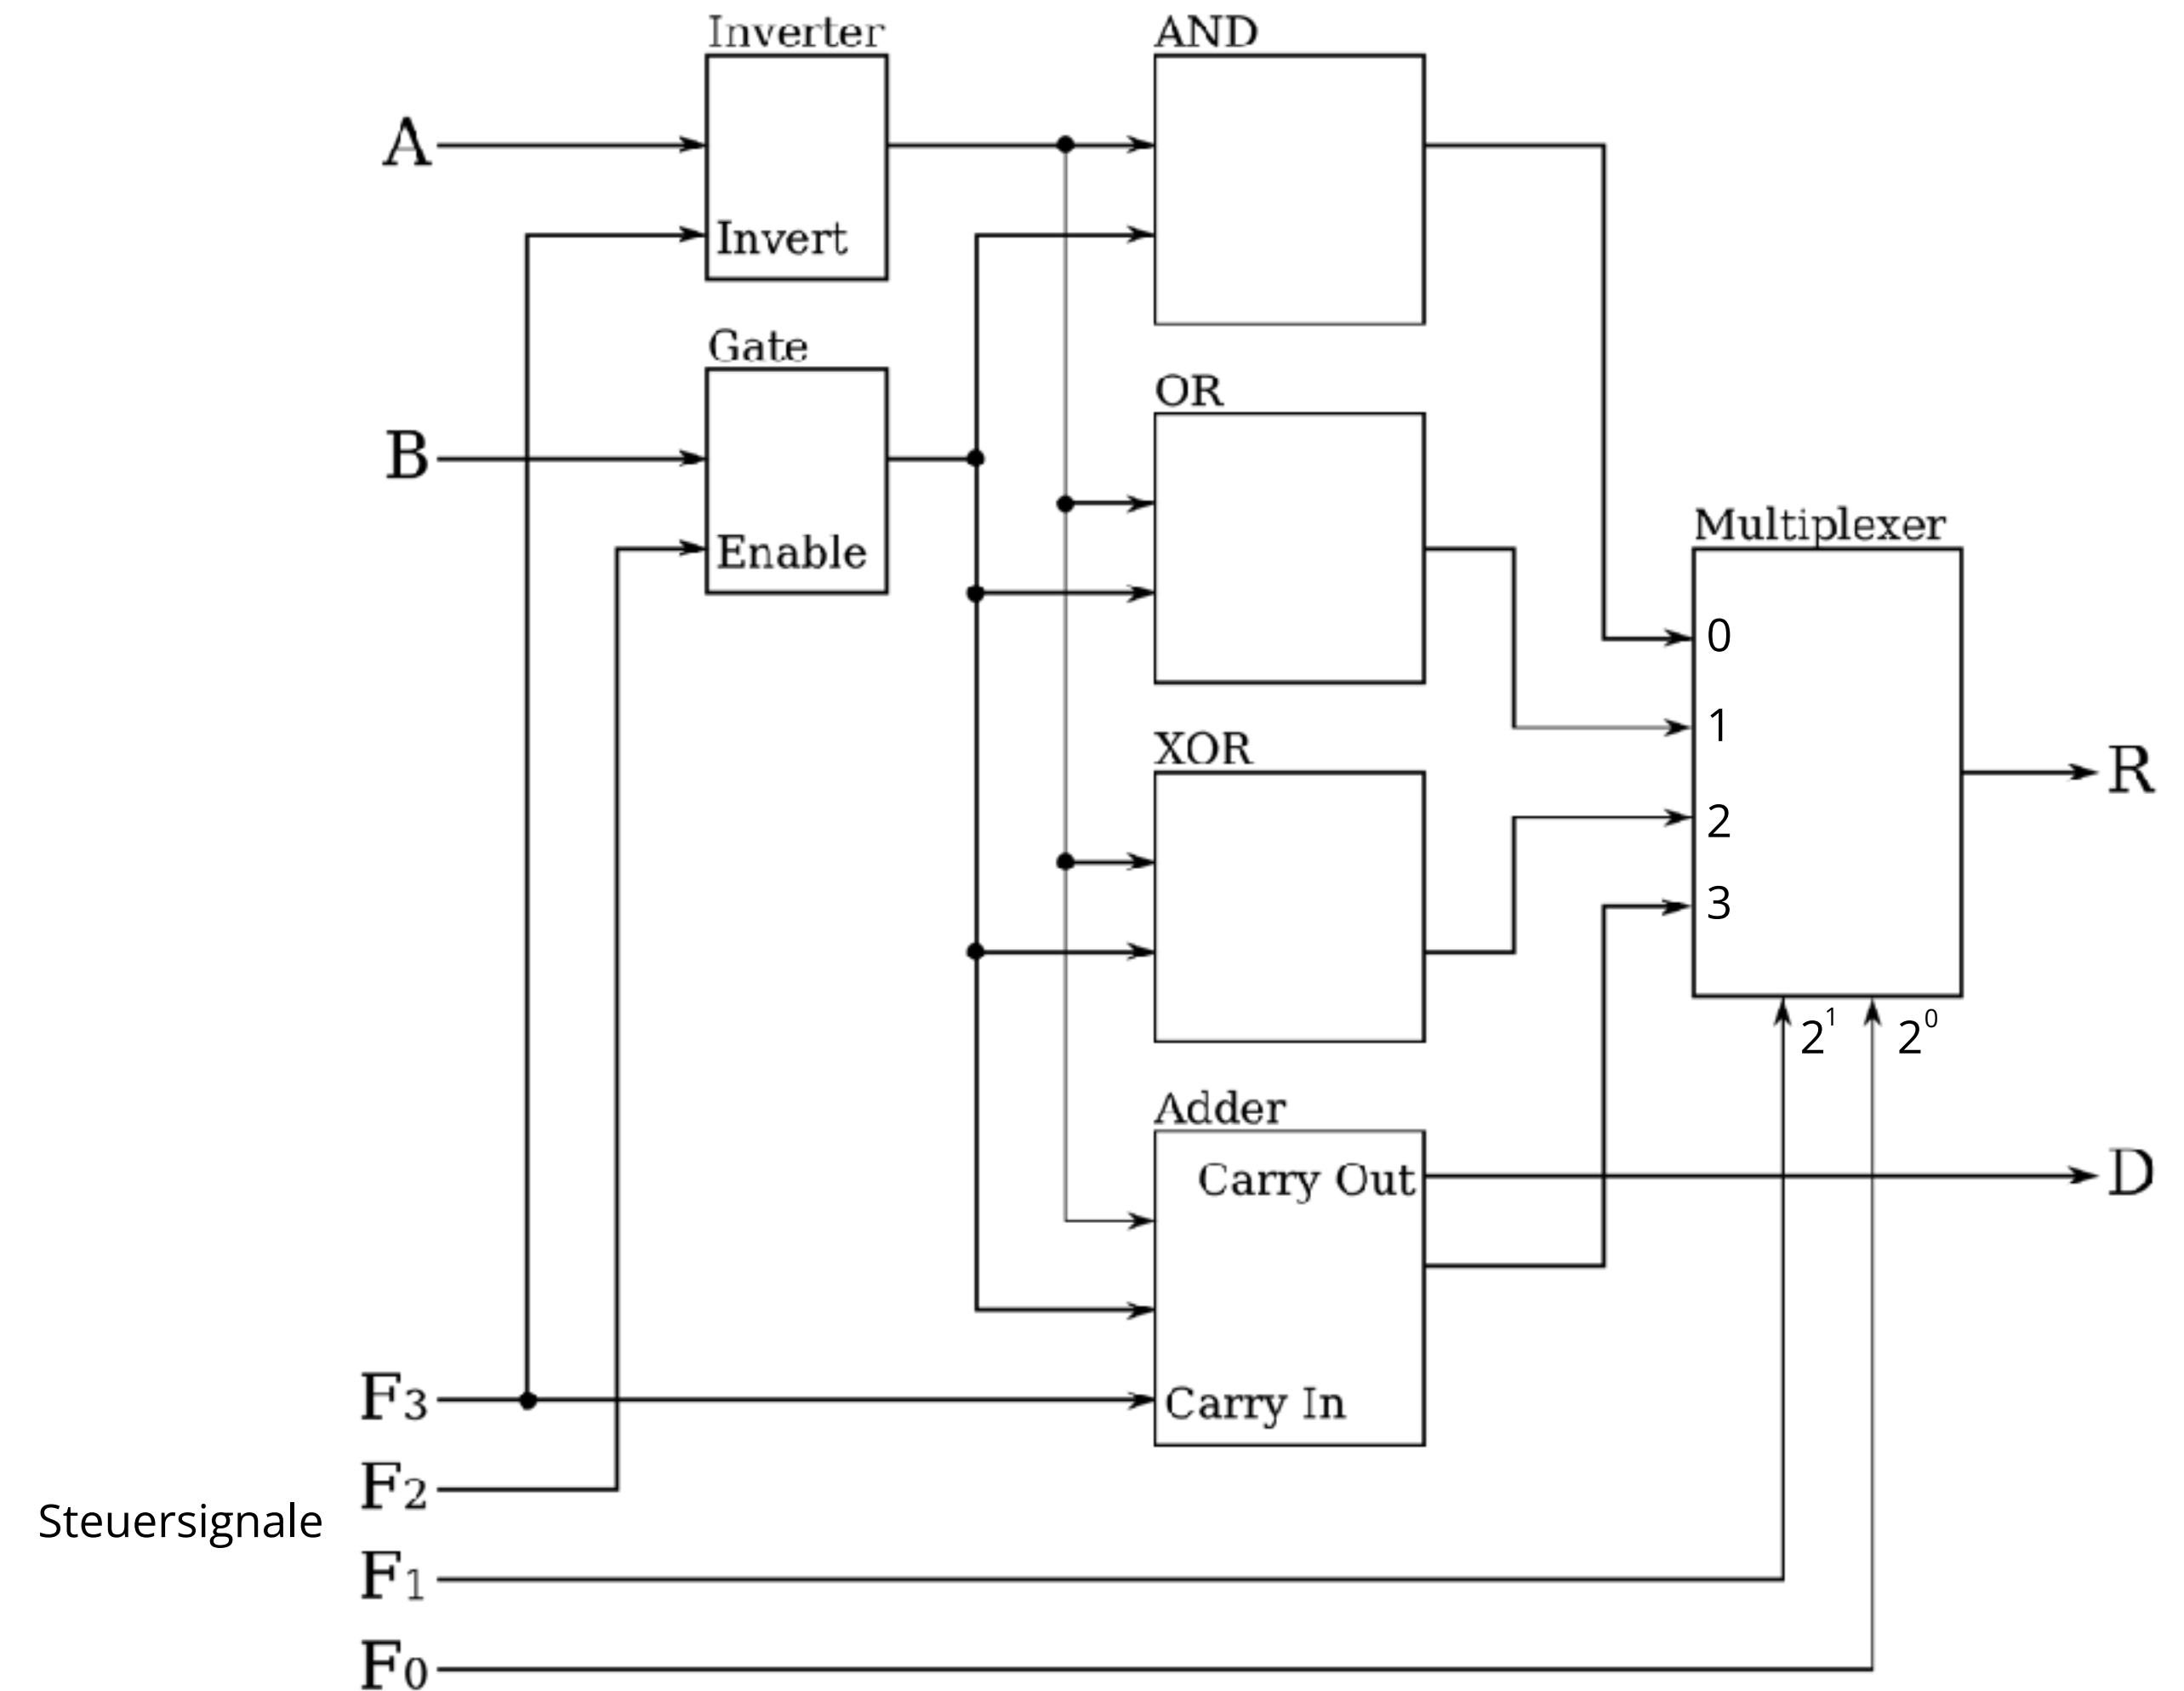 Inverter
AND
A
Invert
Gate
OR
B
Enable
Multiplexer
0
1
XOR
R
2
3
2¹
2⁰
Adder
Carry Out
D
F3
Carry In
F2
Steuersignale
F1
F0